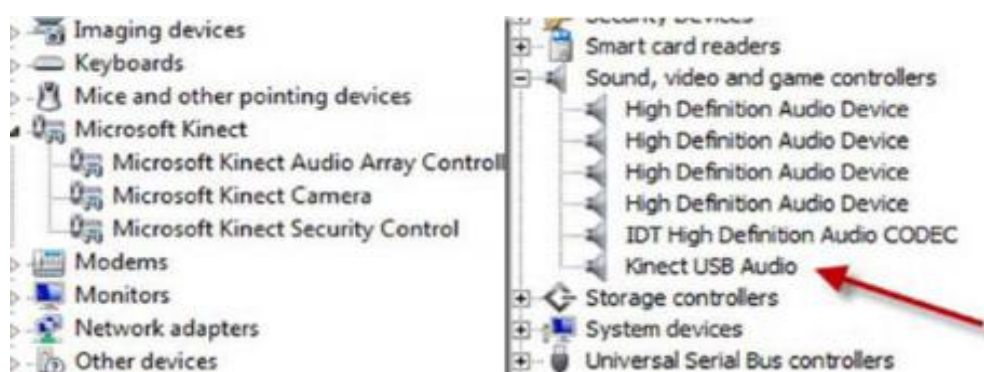 Imaging devices
Keyboards
Mice and other pointing devices
Microsoft Kinect
Microsoft Kinect Audio Array Controll
Microsoft Kinect Camera
Microsoft Kinect Security Control
Modems
Monitors
Network adapters
Other devices
Security Devices
Smart card readers
Sound, video and game controllers
High Definition Audio Device
High Definition Audio Device
High Definition Audio Device
High Definition Audio Device
IDT High Definition Audio CODEC
Kinect USB Audio
Storage controllers
System devices
Universal Serial Bus controllers